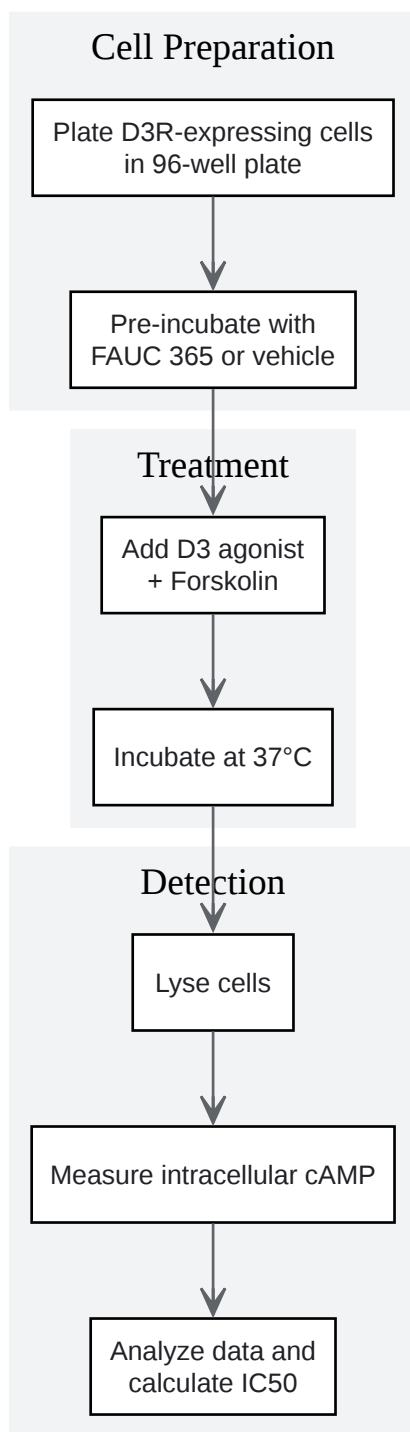 Cell Preparation
Plate D3R-expressing cells
in 96-well plate
Pre-incubate with
FAUC 365 or vehicle
Treatment
Add D3 agonist
+ Forskolin
Incubate at 37°C
Detection
Lyse cells
Measure intracellular cAMP
Analyze data and
calculate IC50